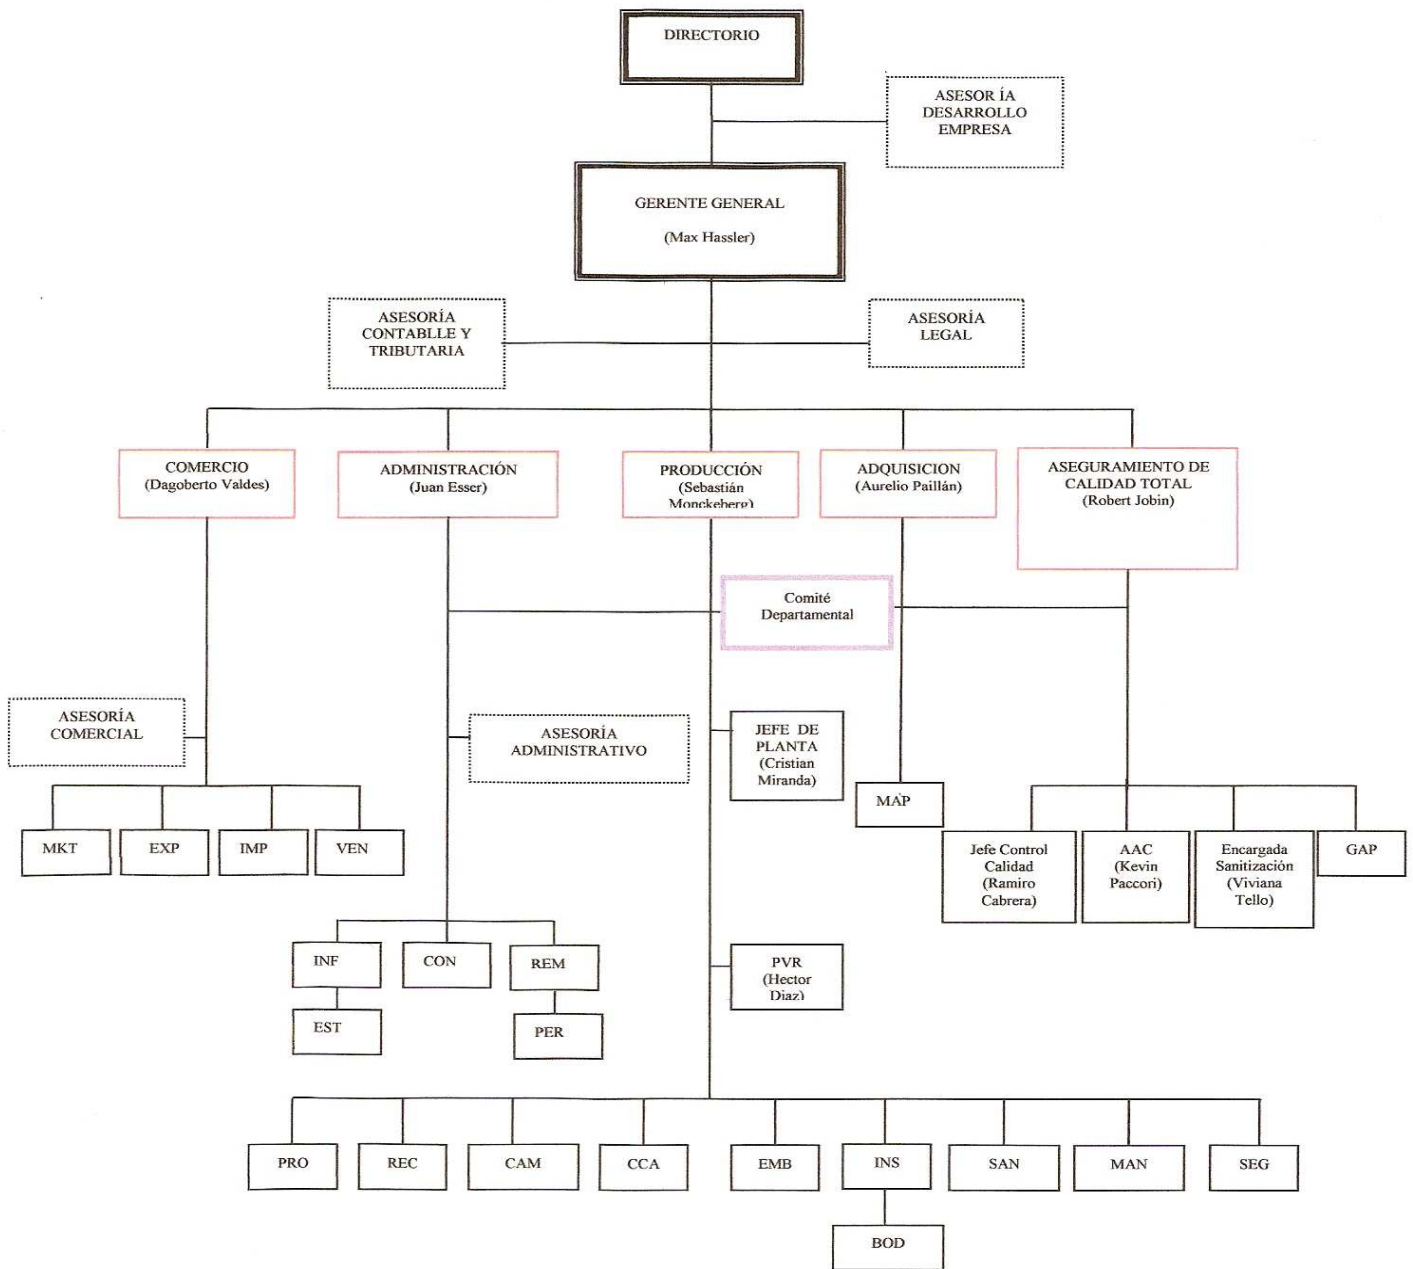 DIRECTORIO
ASESOR ÍA
DESARROLLO
EMPRESA
GERENTE GENERAL
(Max Hassler)
ASESORÍA
CONTABLLE Y
TRIBUTARIA
ASESORÍA
LEGAL
COMERCIO
(Dagoberto Valdes)
ADMINISTRACIÓN
(Juan Esser)
PRODUCCIÓN
(Sebastián
Monckeberg)
ADQUISICION
(Aurelio Paillán)
ASEGURAMIENTO DE
CALIDAD TOTAL
(Robert Jobin)
Comité
Departamental
ASESORÍA
COMERCIAL
ASESORÍA
ADMINISTRATIVO
JEFE DE
PLANTA
(Cristian
Miranda)
MAP
MKT
EXP
IMP
VEN
Jefe Control
Calidad
(Ramiro
Cabrera)
AAC
(Kevin
Paccori)
Encargada
Sanitización
(Viviana
Tello)
GAP
INF
CON
REM
PVR
(Hector
Diaz)
EST
PER
PRO
REC
CAM
CCA
EMB
INS
SAN
MAN
SEG
BOD